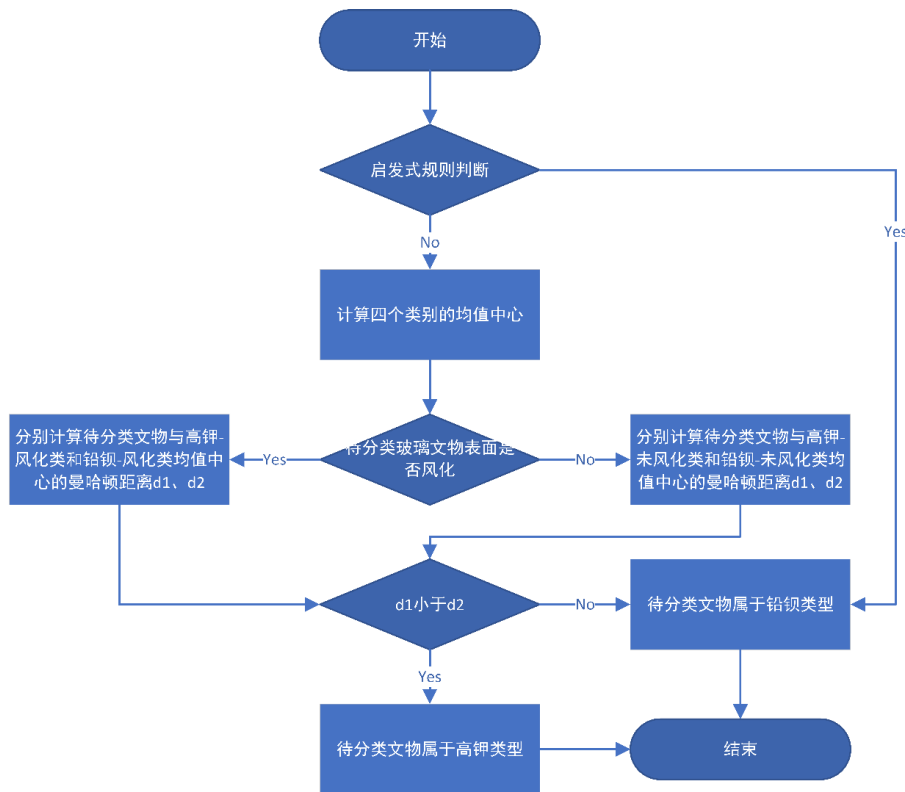 开始
启发式规则判断
Yes
No
计算四个类别的均值中心
分别计算待分类文物与高钾-
风化类和铅钡-风化类均值中
心的曼哈顿距离d1、d2
Yes
待分类玻璃文物表面是
否风化
No
分别计算待分类文物与高钾-
未风化类和铅钡-未风化类均
值中心的曼哈顿距离d1、d2
d1小于d2
No
待分类文物属于铅钡类型
Yes
待分类文物属于高钾类型
结束